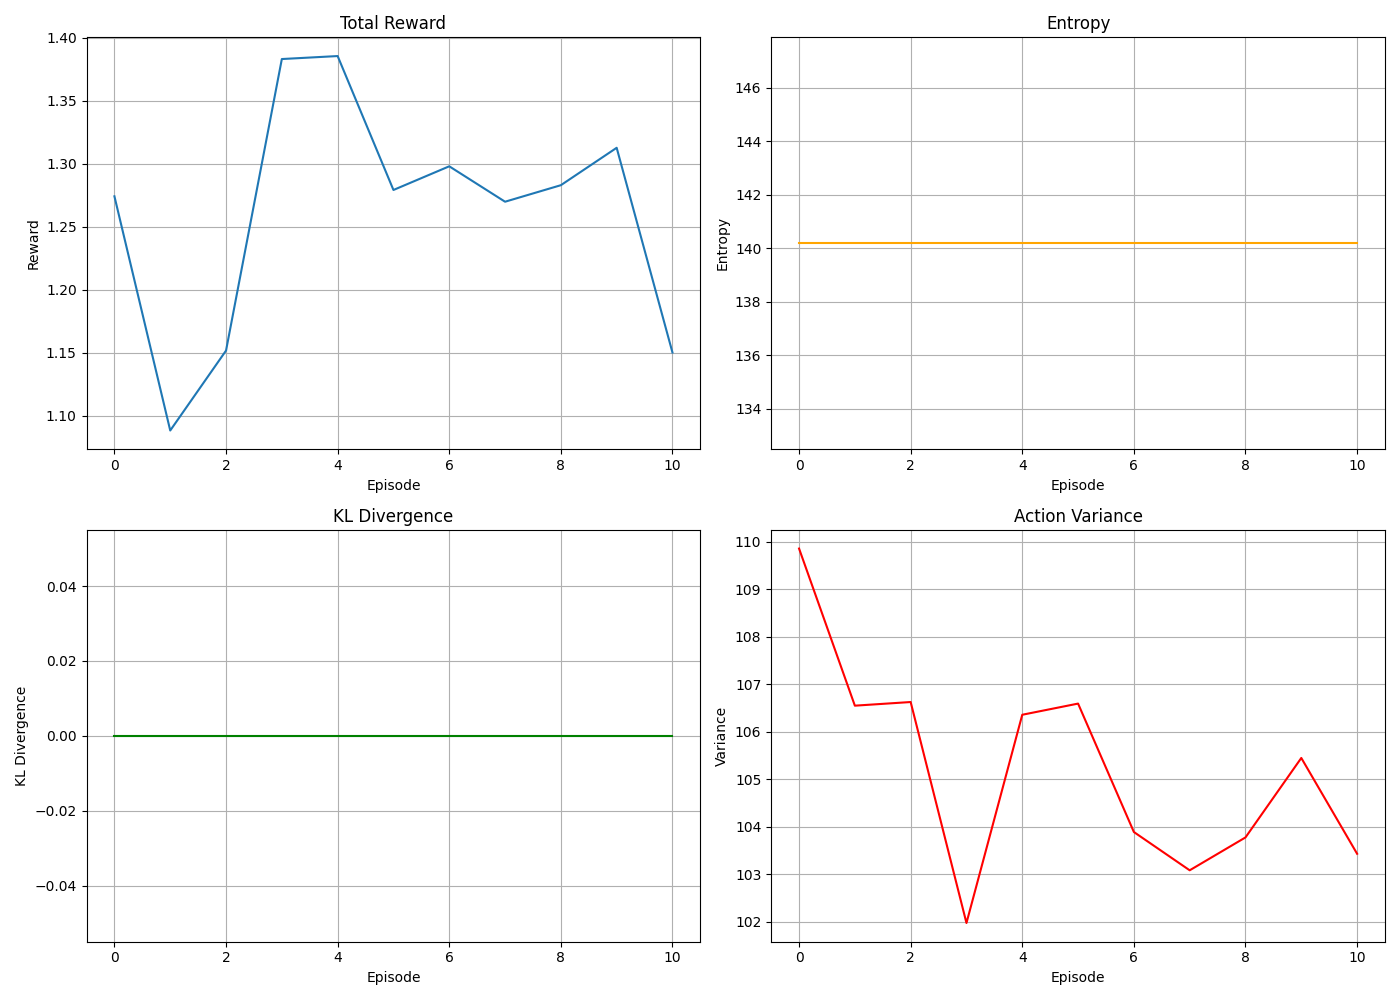 Total Reward
Reward
1.40
1.35
1.30
1.25
1.20
1.15
1.10
0 2 4 6 8 10
Episode
Entropy
Entropy
146
144
142
140
138
136
134
0 2 4 6 8 10
Episode
KL Divergence
KL Divergence
0.04
0.02
0.00
−0.02
−0.04
0 2 4 6 8 10
Episode
Action Variance
Variance
110
109
108
107
106
105
104
103
102
0 2 4 6 8 10
Episode